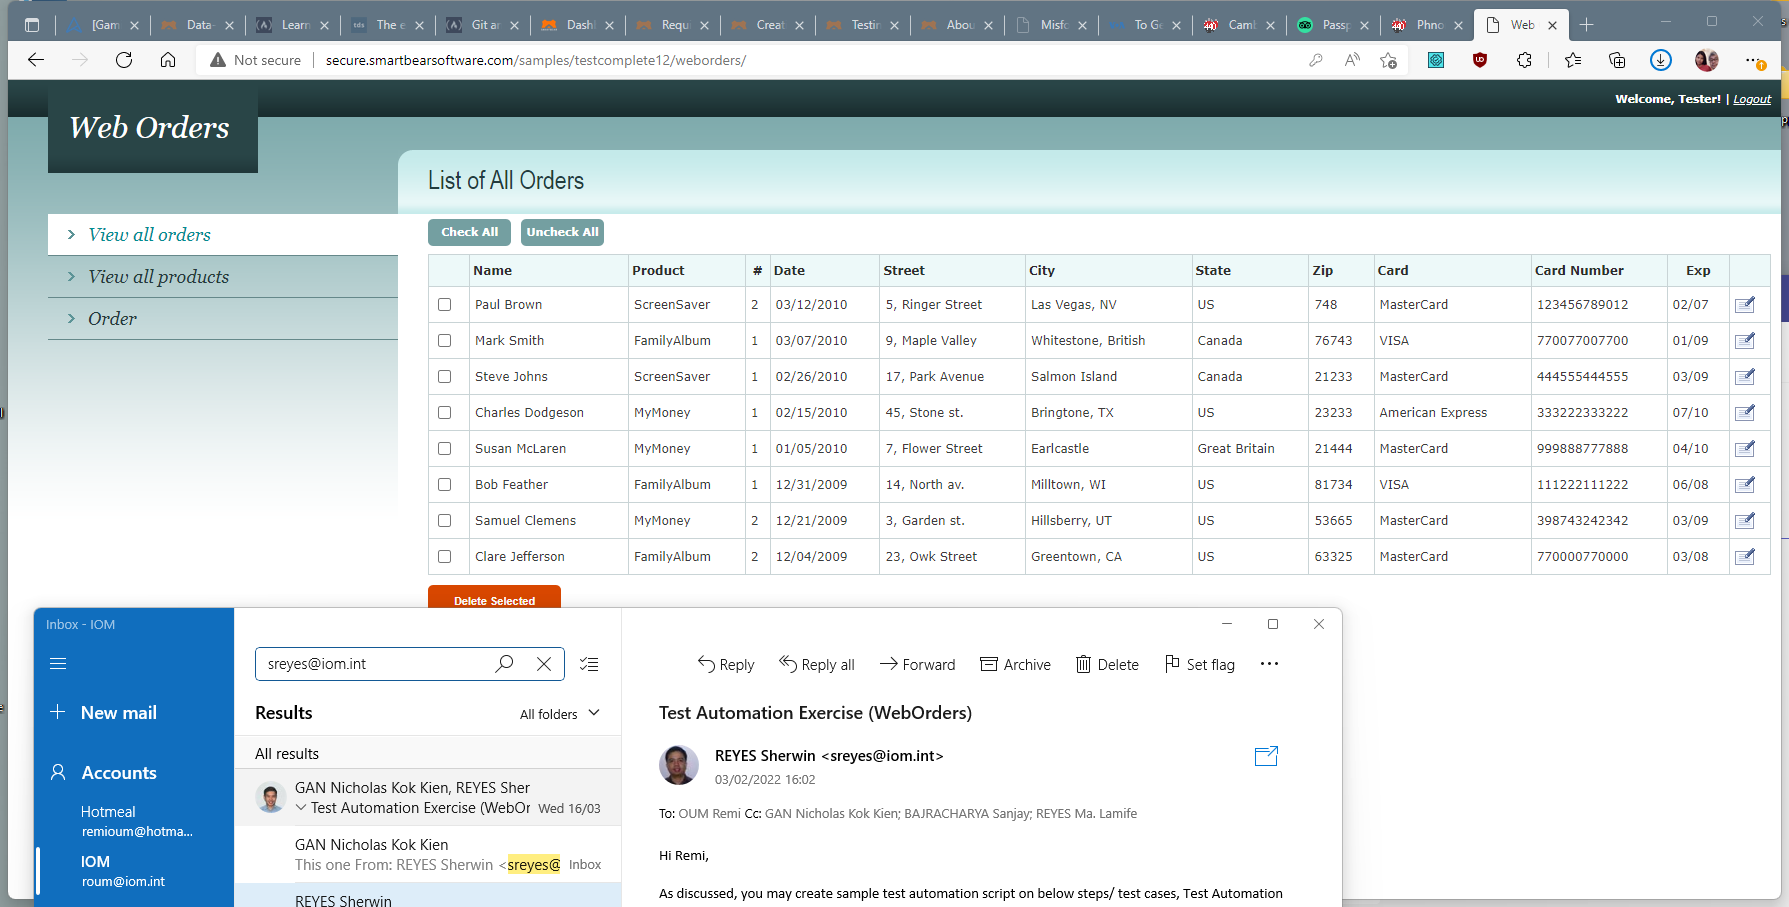 [Gam
Data-
Learn
The e
Git ar
Dash
Requ
Creat
Testin
Abou
Misfo
To Ge
Camb
Passp
Phno
Web
Not secure
secure.smartbearsoftware.com/samples/testcomplete12/weborders/
Welcome, Tester! | Logout
Web Orders
List of All Orders
View all orders
View all products
Order
Check All
Uncheck All
Name Product # Date Street City State Zip Card Card Number Exp
Paul Brown ScreenSaver 2 03/12/2010 5, Ringer Street Las Vegas, NV US 748 MasterCard 123456789012 02/07
Mark Smith FamilyAlbum 1 03/07/2010 9, Maple Valley Whitestone, British Canada 76743 VISA 770077007700 01/09
Steve Johns ScreenSaver 1 02/26/2010 17, Park Avenue Salmon Island Canada 21233 MasterCard 444555444555 03/09
Charles Dodgeson MyMoney 1 02/15/2010 45, Stone st. Bringtone, TX US 23233 American Express 333222333222 07/10
Susan McLaren MyMoney 1 01/05/2010 7, Flower Street Earlcastle Great Britain 21444 MasterCard 999888777888 04/10
Bob Feather FamilyAlbum 1 12/31/2009 14, North av. Milltown, WI US 81734 VISA 111222111222 06/08
Samuel Clemens MyMoney 2 12/21/2009 3, Garden st. Hillsberry, UT US 53665 MasterCard 398743242342 03/09
Clare Jefferson FamilyAlbum 2 12/04/2009 23, Owk Street Greentown, CA US 63325 MasterCard 770000770000 03/08
Delete Selected
Inbox - IOM
New mail
Accounts
Hotmeal
remioum@hotma...
IOM
roum@iom.int
sreyes@iom.int
Results
All folders
All results
GAN Nicholas Kok Kien, REYES Sher
Test Automation Exercise (WebOr Wed 16/03
GAN Nicholas Kok Kien
This one From: REYES Sherwin <sreyes@ Inbox
REYES Sherwin
Reply
Reply all
Forward
Archive
Delete
Set flag
Test Automation Exercise (WebOrders)
REYES Sherwin <sreyes@iom.int>
03/02/2022 16:02
To: OUM Remi Cc: GAN Nicholas Kok Kien; BAJRACHARYA Sanjay; REYES Ma. Lamife
Hi Remi,
As discussed, you may create sample test automation script on below steps/ test cases, Test Automation